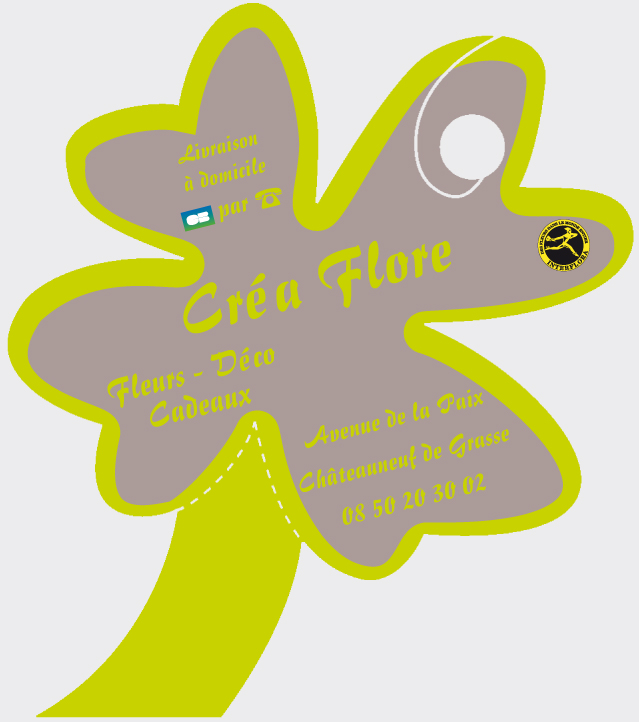 Livraison
à domicile
par ☎
Créa Flore
Fleurs - Déco
Cadeaux
Avenue de la Paix
Châteauneuf de Grasse
08 50 20 30 02
INTERFLORA